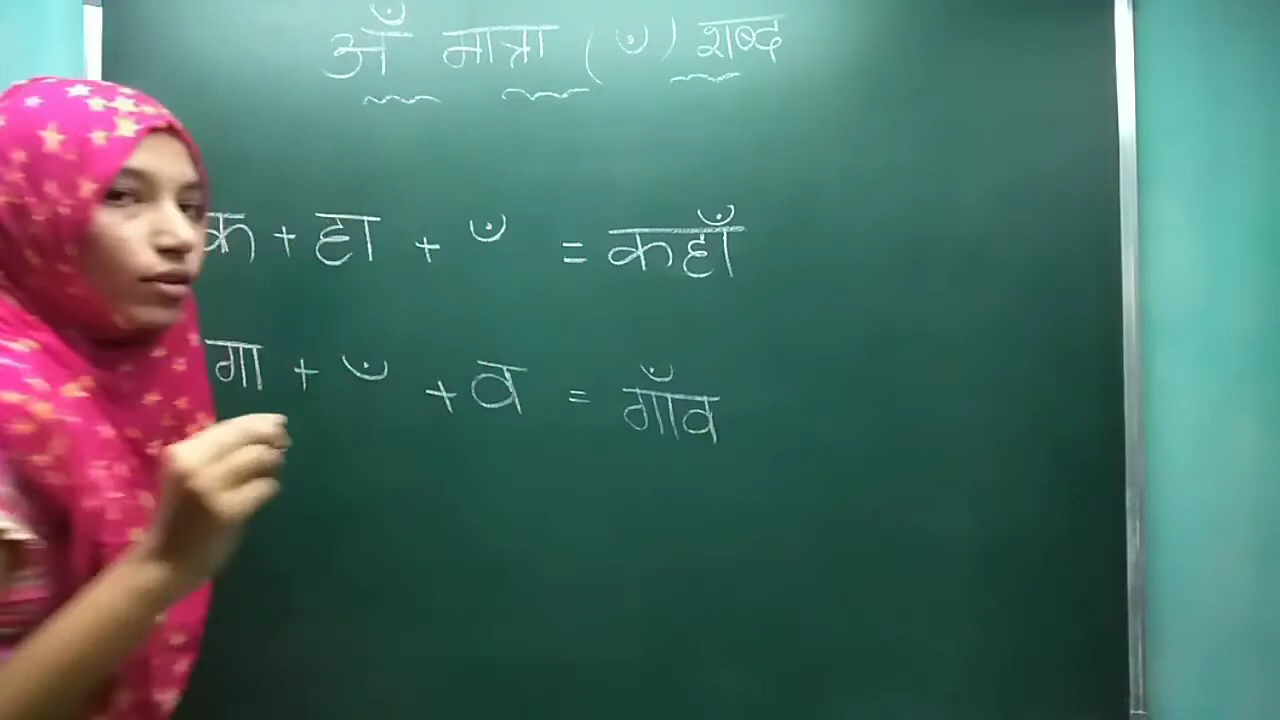 अँ मात्रा ( ँ ) शब्द
क + हा + ँ = कहाँ
गा + ँ + व = गाँव